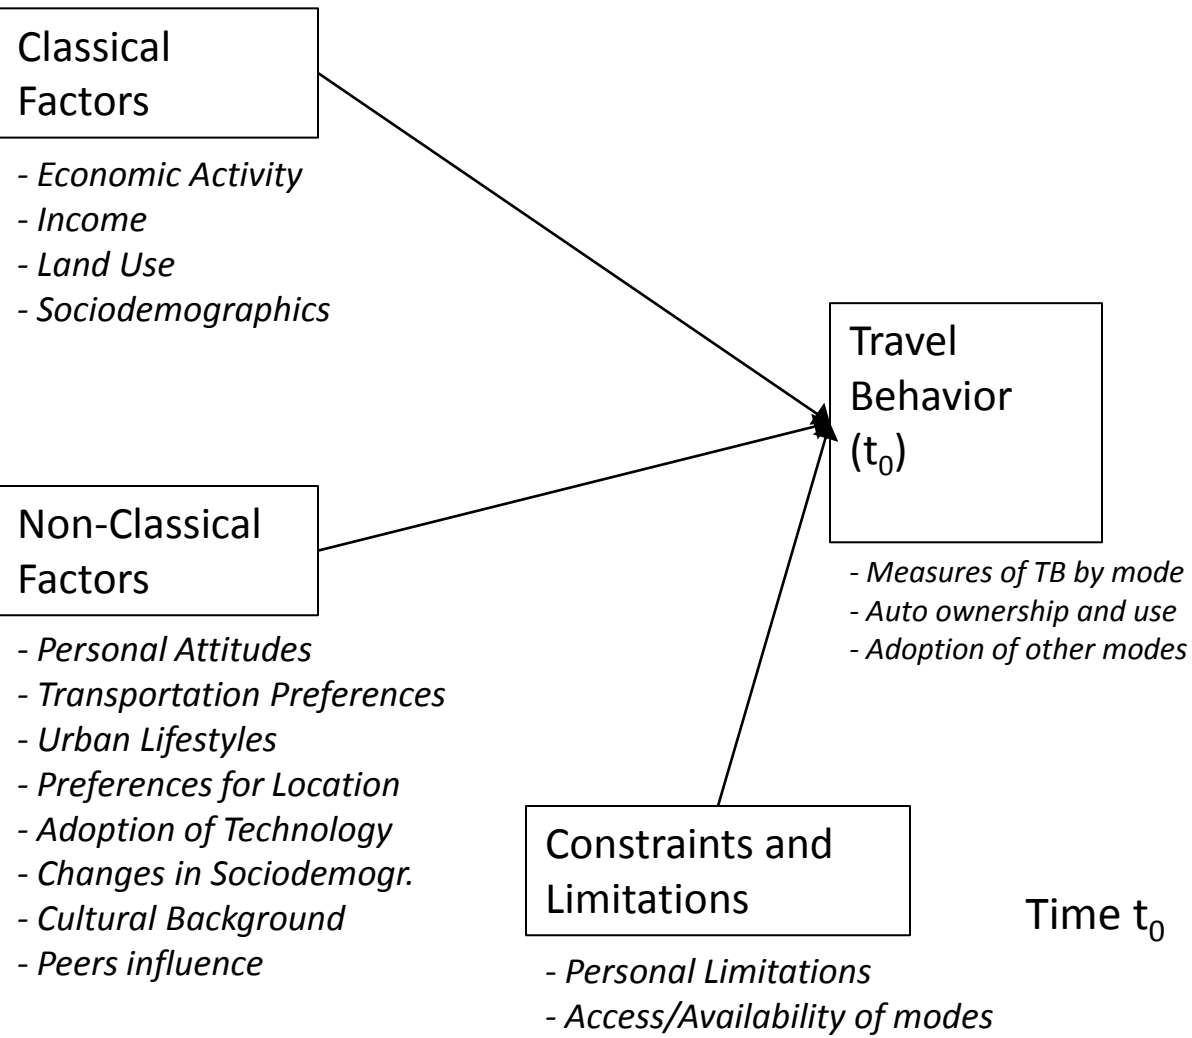 Classical
Factors
- Economic Activity
- Income
- Land Use
- Sociodemographics
Travel
Behavior
(t₀)
- Measures of TB by mode
- Auto ownership and use
- Adoption of other modes
Non-Classical
Factors
- Personal Attitudes
- Transportation Preferences
- Urban Lifestyles
- Preferences for Location
- Adoption of Technology
- Changes in Sociodemogr.
- Cultural Background
- Peers influence
Constraints and
Limitations
- Personal Limitations
- Access/Availability of modes
Time t₀